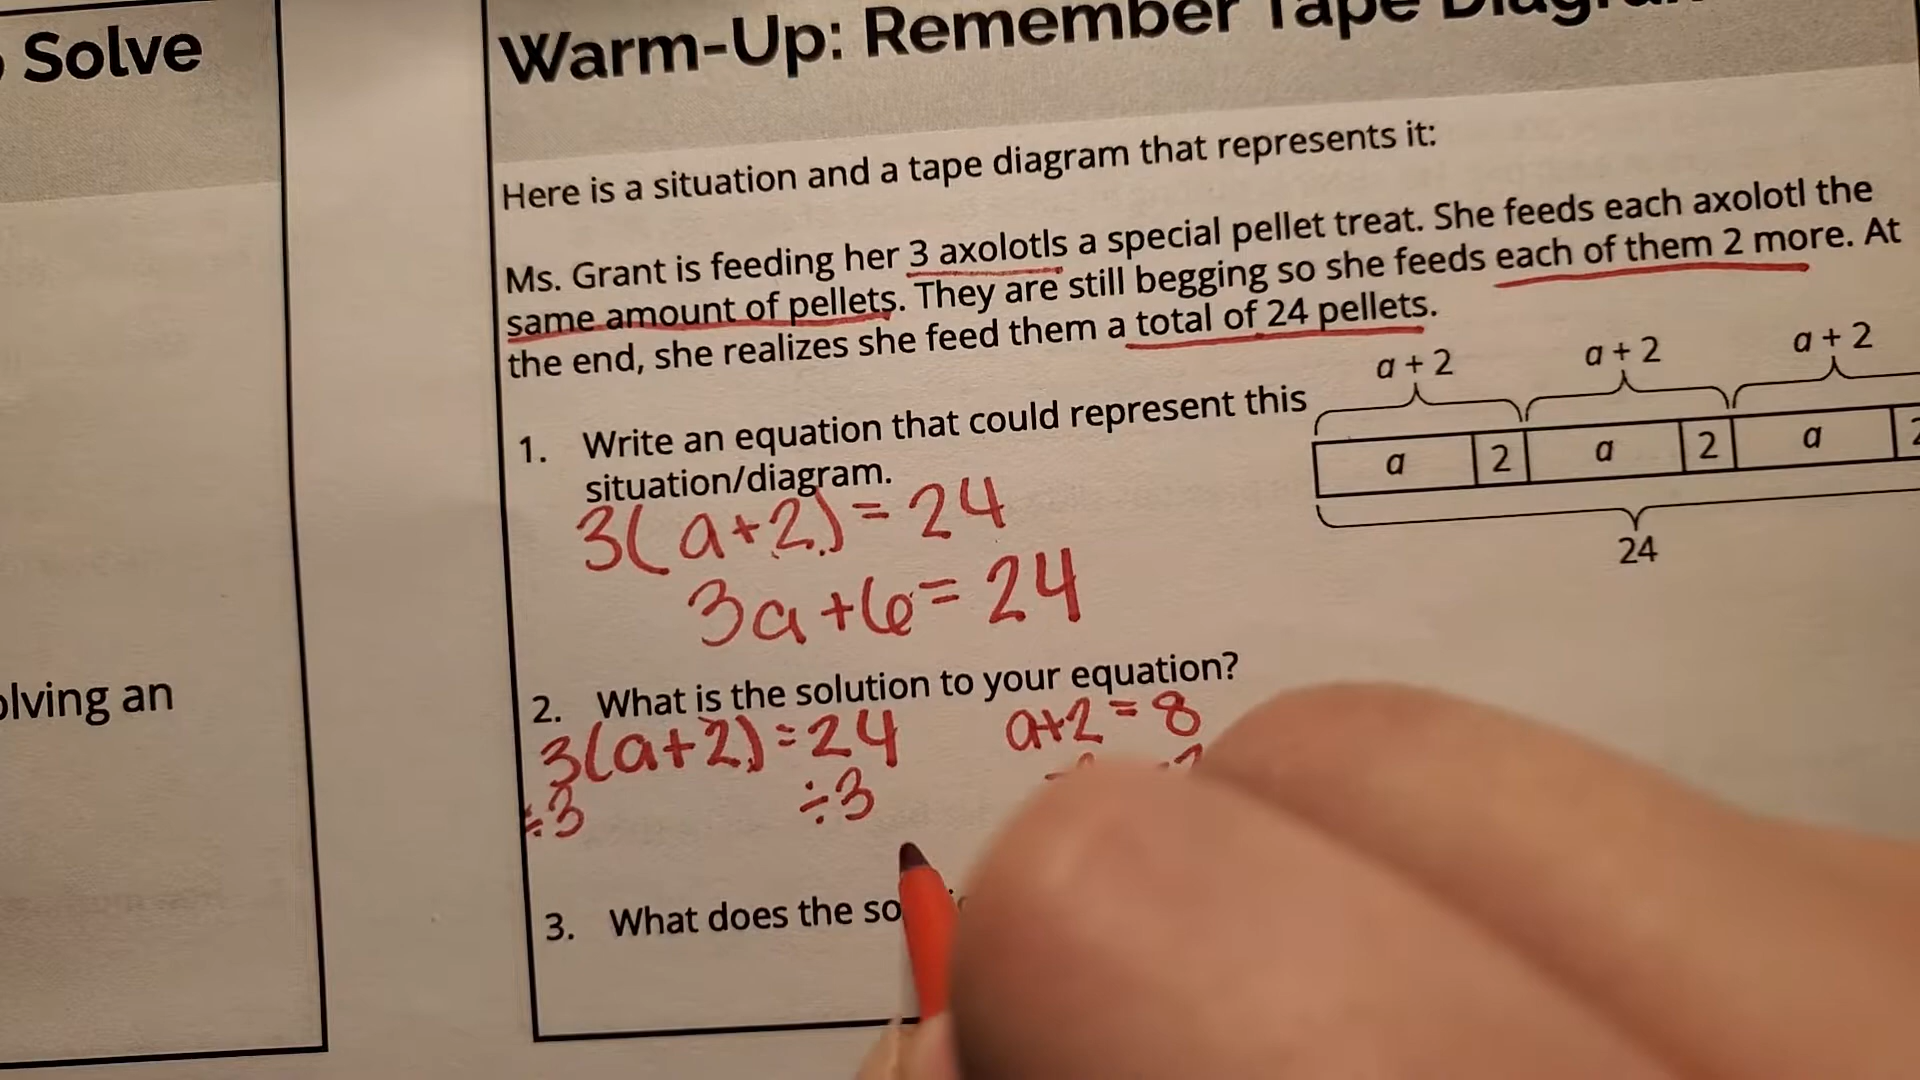 Solve
olving an
Warm-Up: Remember Tape
Here is a situation and a tape diagram that represents it:
Ms. Grant is feeding her 3 axolotls a special pellet treat. She feeds each axolotl the
same amount of pellets. They are still begging so she feeds each of them 2 more. At
the end, she realizes she feed them a total of 24 pellets.
a + 2 a + 2 a + 2
a 2 a 2 a 2
24
1. Write an equation that could represent this
situation/diagram.
3(a+2)=24
3a+6=24
2. What is the solution to your equation?
3(a+2)=24 a+2=8
÷3 ÷3
3. What does the